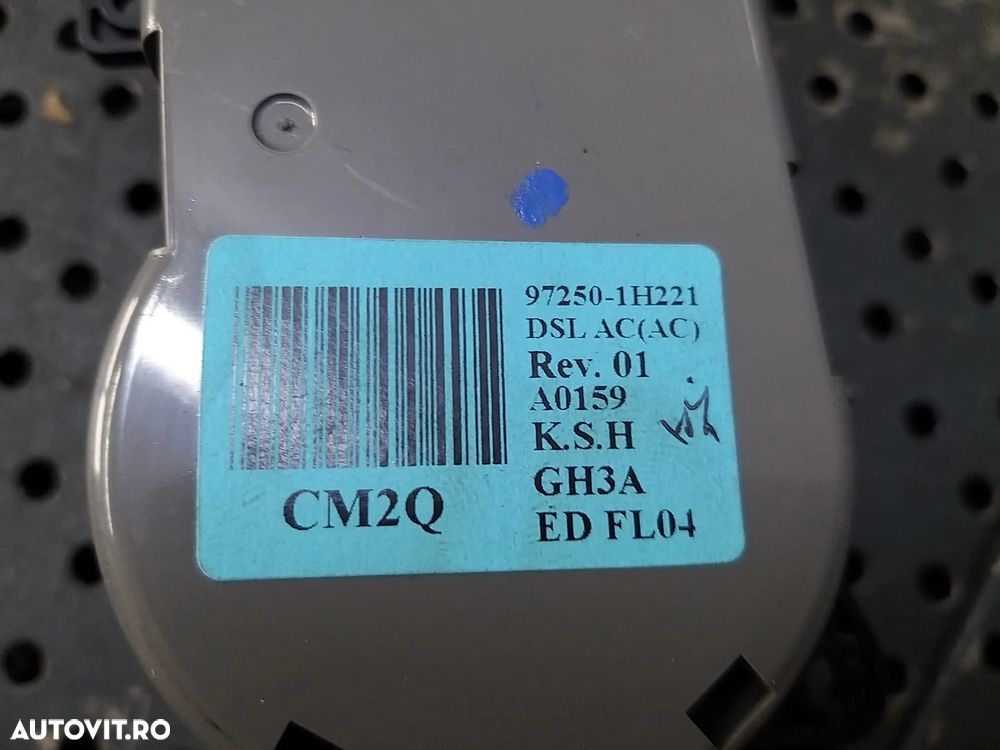 97250-1H221
DSL AC(AC)
Rev. 01
A0159
K.S.H
GH3A
ED FL04
CM2Q
AUTOVIT.RO